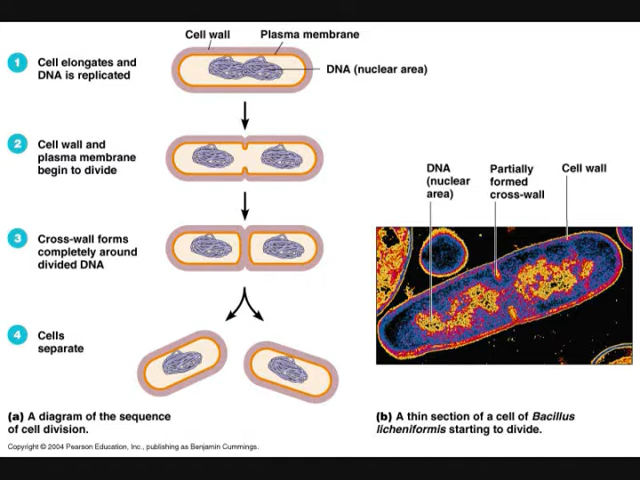 Cell wall
Plasma membrane
1
Cell elongates and
DNA is replicated
DNA (nuclear area)
2
Cell wall and
plasma membrane
begin to divide
3
Cross-wall forms
completely around
divided DNA
4
Cells
separate
(a) A diagram of the sequence
of cell division.
DNA
(nuclear
area)
Partially
formed
cross-wall
Cell wall
(b) A thin section of a cell of Bacillus
licheniformis starting to divide.
Copyright © 2004 Pearson Education, Inc., publishing as Benjamin Cummings.